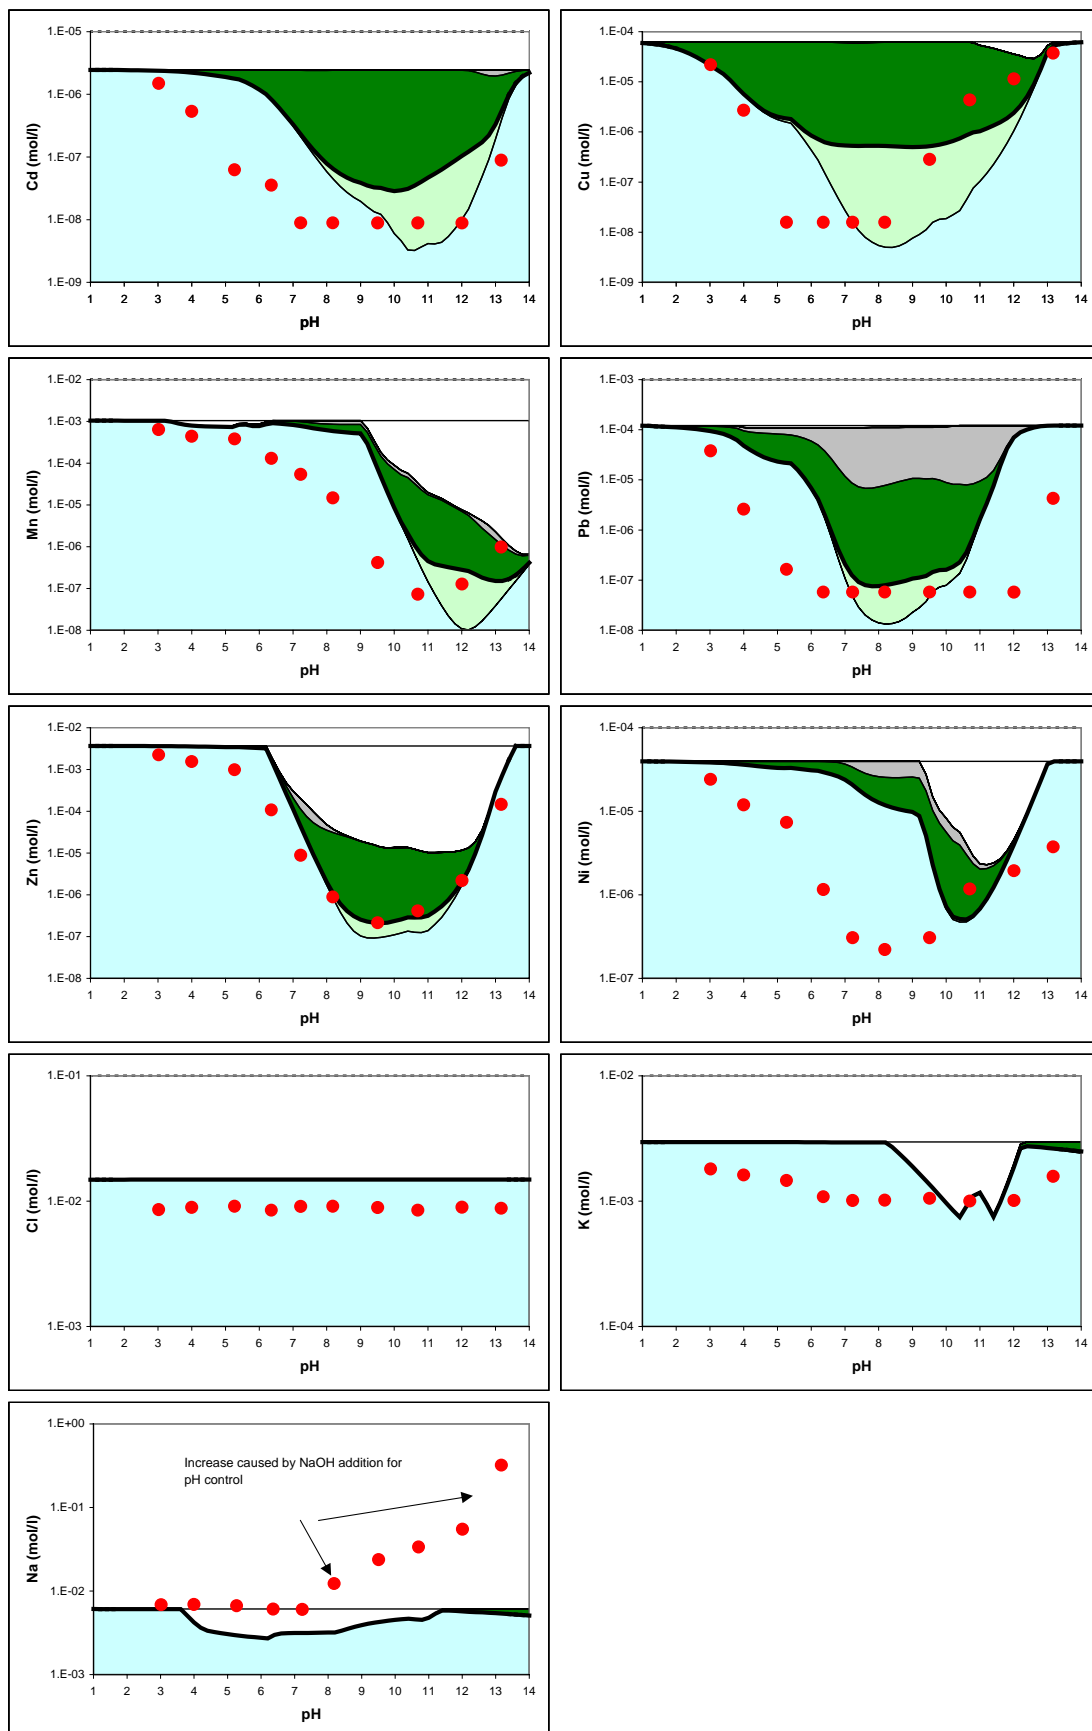 1.E-05
1.E-06
1.E-07
1.E-08
1.E-09
Cd (mol/l)
1 2 3 4 5 6 7 8 9 10 11 12 13 14
pH
1.E-04
1.E-05
1.E-06
1.E-07
1.E-08
1.E-09
Cu (mol/l)
1 2 3 4 5 6 7 8 9 10 11 12 13 14
pH
1.E-02
1.E-03
1.E-04
1.E-05
1.E-06
1.E-07
1.E-08
Mn (mol/l)
1 2 3 4 5 6 7 8 9 10 11 12 13 14
pH
1.E-03
1.E-04
1.E-05
1.E-06
1.E-07
1.E-08
Pb (mol/l)
1 2 3 4 5 6 7 8 9 10 11 12 13 14
pH
1.E-02
1.E-03
1.E-04
1.E-05
1.E-06
1.E-07
1.E-08
Zn (mol/l)
1 2 3 4 5 6 7 8 9 10 11 12 13 14
pH
1.E-04
1.E-05
1.E-06
1.E-07
Ni (mol/l)
1 2 3 4 5 6 7 8 9 10 11 12 13 14
pH
1.E-01
1.E-02
1.E-03
Cl (mol/l)
1 2 3 4 5 6 7 8 9 10 11 12 13 14
pH
1.E-02
1.E-03
1.E-04
K (mol/l)
1 2 3 4 5 6 7 8 9 10 11 12 13 14
pH
1.E+00
1.E-01
1.E-02
1.E-03
Na (mol/l)
Increase caused by NaOH addition for
pH control
1 2 3 4 5 6 7 8 9 10 11 12 13 14
pH